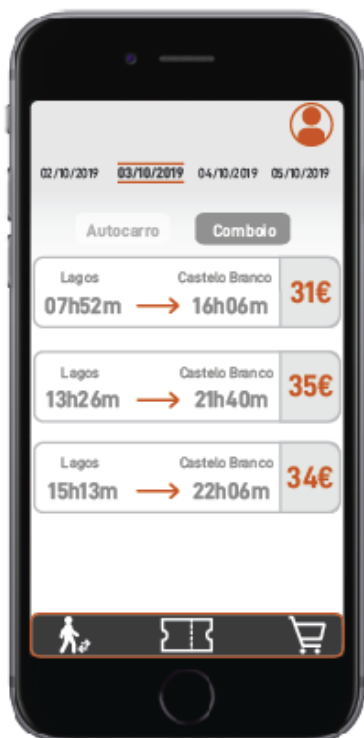 02/10/2019 03/10/2019 04/10/2019 05/10/2019
Autocarro Comboio
Lagos Castelo Branco
07h52m → 16h06m 31€
Lagos Castelo Branco
13h26m → 21h40m 35€
Lagos Castelo Branco
15h13m → 22h06m 34€